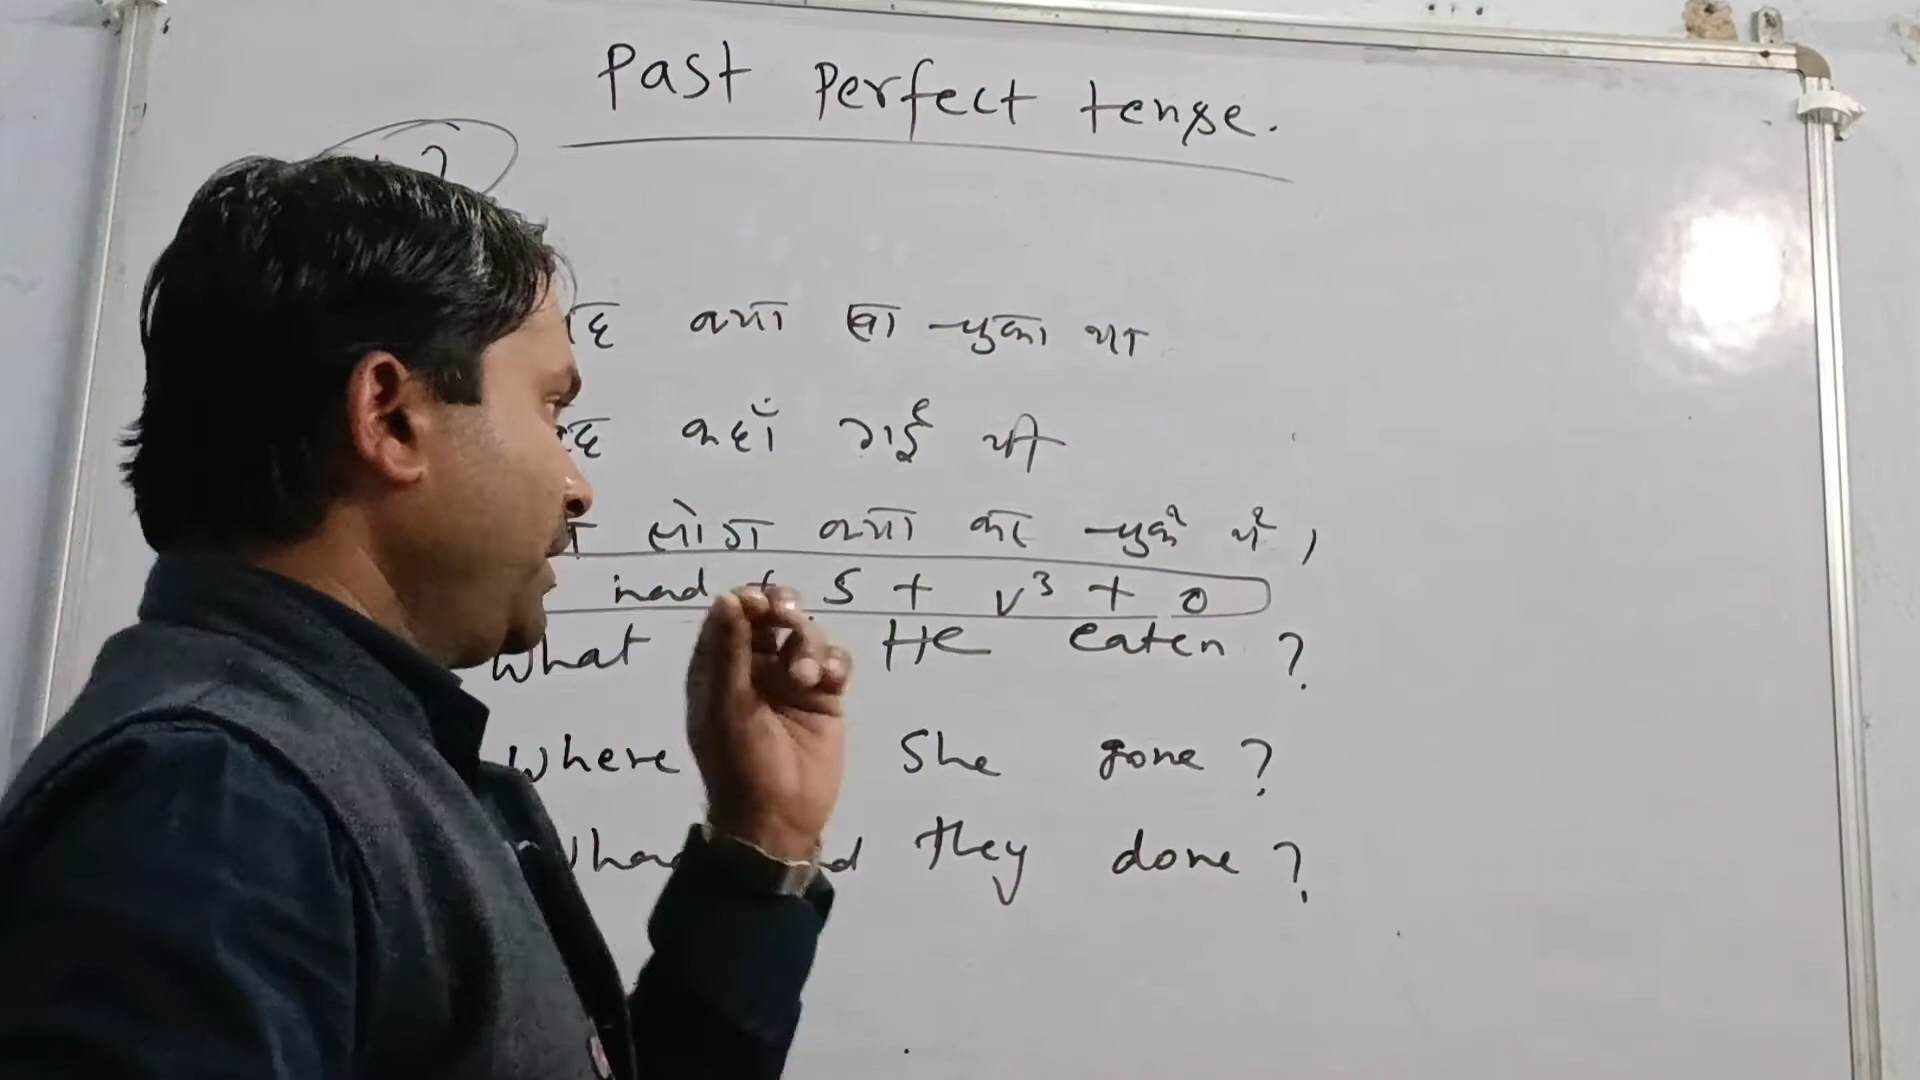 Past Perfect tense.
?
क्या खा चुका था
कहाँ गई थी
लोग क्या कर चुके थे,
had + S + V³ + O
What He eaten ?
Where She gone ?
they done ?